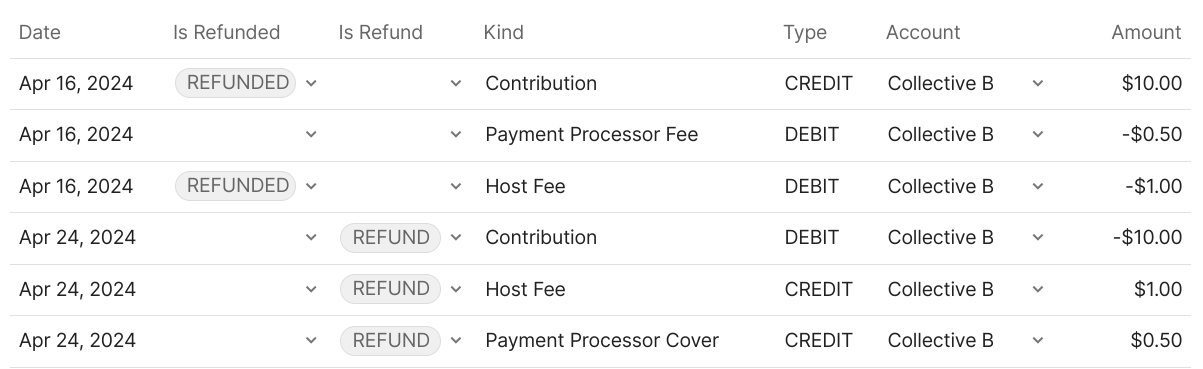 Date Is Refunded Is Refund Kind Type Account Amount
Apr 16, 2024 REFUNDED Contribution CREDIT Collective B $10.00
Apr 16, 2024 Payment Processor Fee DEBIT Collective B -$0.50
Apr 16, 2024 REFUNDED Host Fee DEBIT Collective B -$1.00
Apr 24, 2024 REFUND Contribution DEBIT Collective B -$10.00
Apr 24, 2024 REFUND Host Fee CREDIT Collective B $1.00
Apr 24, 2024 REFUND Payment Processor Cover CREDIT Collective B $0.50